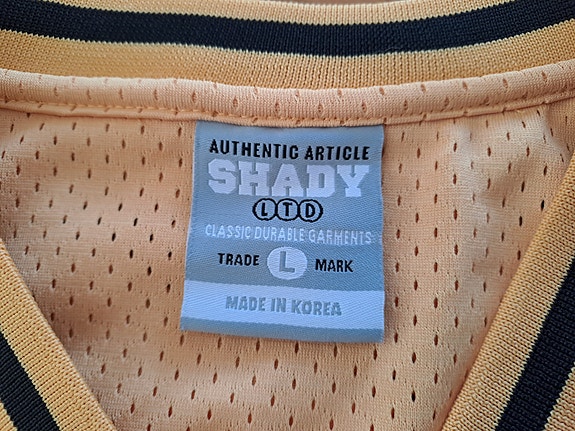 AUTHENTIC ARTICLE
SHADY
LTD
CLASSIC DURABLE GARMENTS
TRADE L MARK
MADE IN KOREA